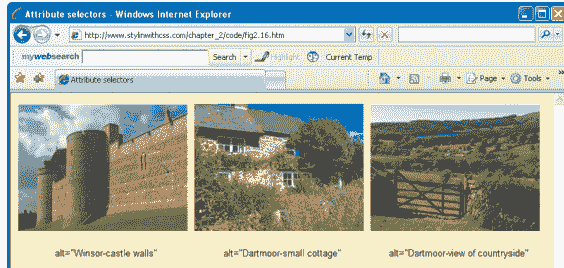 Attribute selectors - Windows Internet Explorer
http://www.stylinwithcss.com/chapter_2/code/fig2.16.htm
mywebsearch Search Highlight Current Temp
Attribute selectors Page Tools
alt="Winsor-castle walls" alt="Dartmoor-small cottage" alt="Dartmoor-view of countryside"